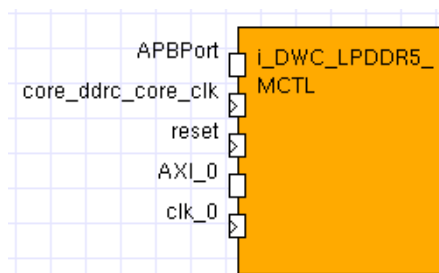 APBPort
i_DWC_LPDDR5_
MCTL
core_ddrc_core_clk
reset
AXI_0
clk_0